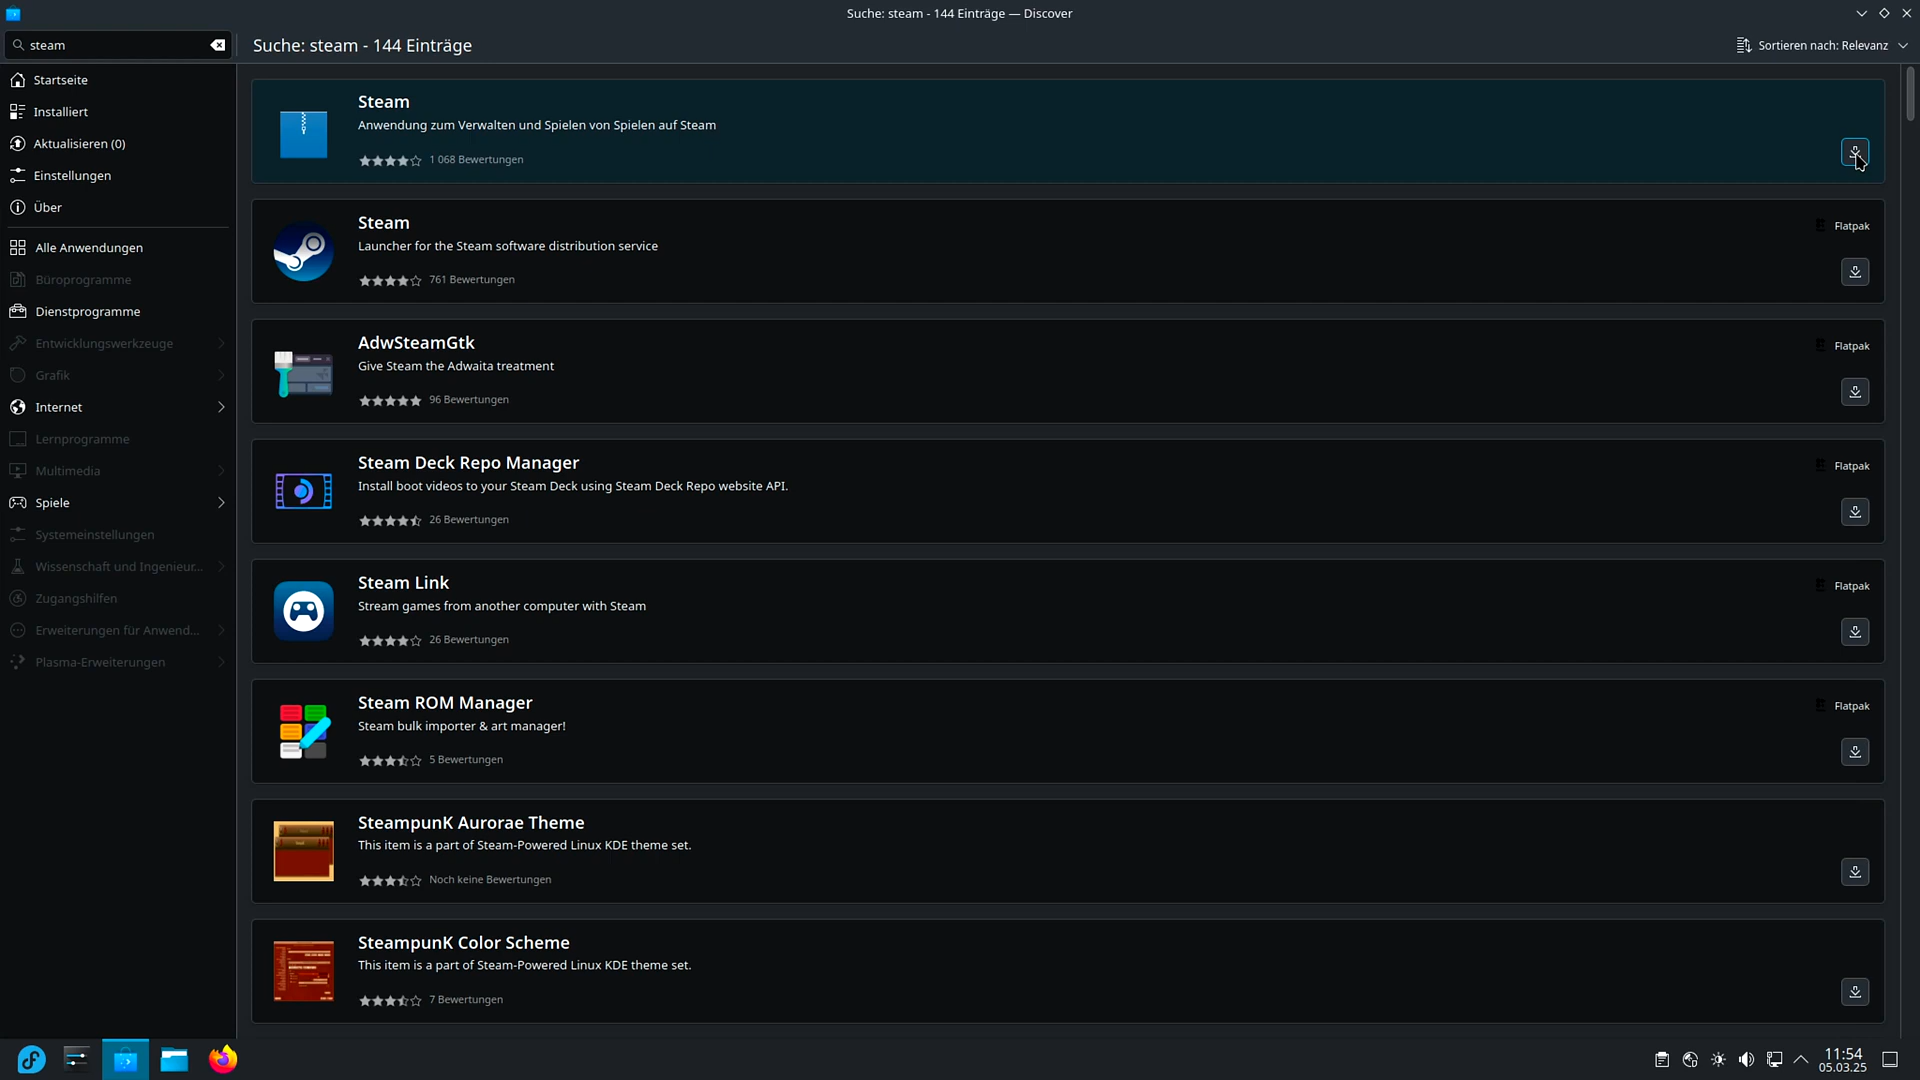 Suche: steam - 144 Einträge — Discover
steam
Suche: steam - 144 Einträge
Sortieren nach: Relevanz
Startseite
Installiert
Aktualisieren (0)
Einstellungen
Über
Alle Anwendungen
Büroprogramme
Dienstprogramme
Entwicklungswerkzeuge
Grafik
Internet
Lernprogramme
Multimedia
Spiele
Systemeinstellungen
Wissenschaft und Ingenieur...
Zugangshilfen
Erweiterungen für Anwend...
Plasma-Erweiterungen
Steam
Anwendung zum Verwalten und Spielen von Spielen auf Steam
1 068 Bewertungen
Steam
Flatpak
Launcher for the Steam software distribution service
761 Bewertungen
AdwSteamGtk
Flatpak
Give Steam the Adwaita treatment
96 Bewertungen
Steam Deck Repo Manager
Flatpak
Install boot videos to your Steam Deck using Steam Deck Repo website API.
26 Bewertungen
Steam Link
Flatpak
Stream games from another computer with Steam
26 Bewertungen
Steam ROM Manager
Flatpak
Steam bulk importer & art manager!
5 Bewertungen
SteampunK Aurorae Theme
This item is a part of Steam-Powered Linux KDE theme set.
Noch keine Bewertungen
SteampunK Color Scheme
This item is a part of Steam-Powered Linux KDE theme set.
7 Bewertungen
11:54
05.03.25